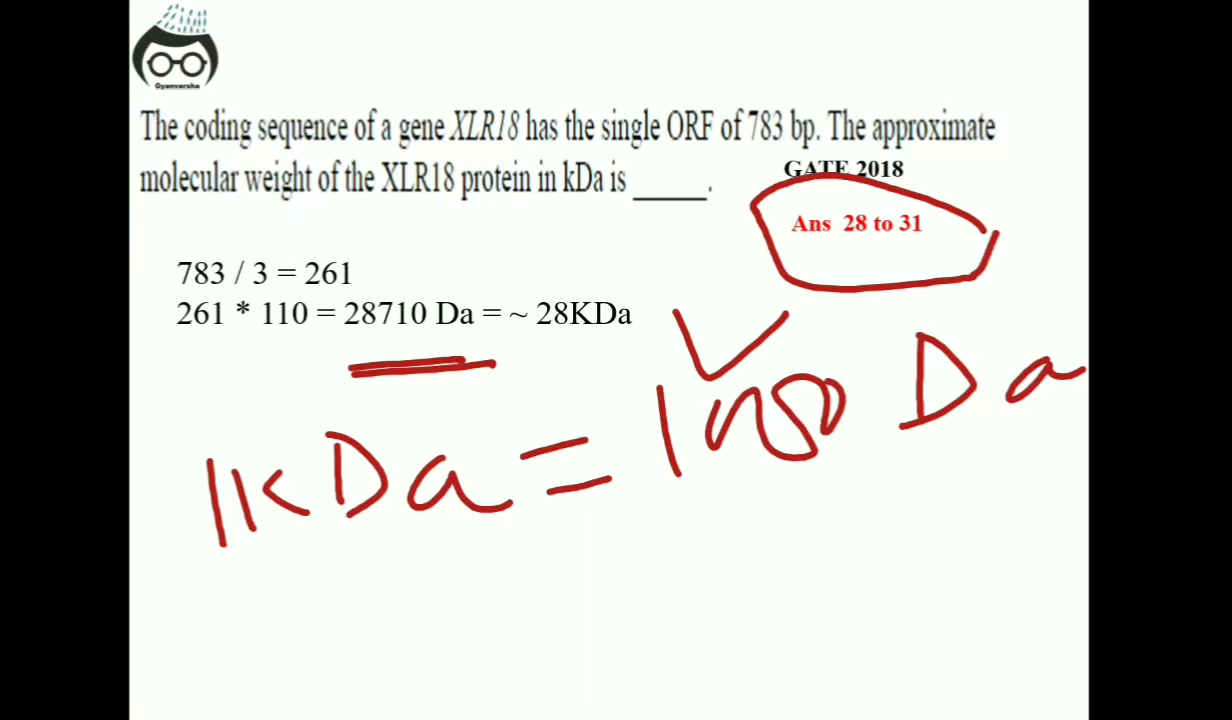 Gyanvarsha
The coding sequence of a gene XLR18 has the single ORF of 783 bp. The approximate
molecular weight of the XLR18 protein in kDa is _____.
GATE 2018
Ans 28 to 31
783 / 3 = 261
261 * 110 = 28710 Da = ~ 28KDa
1KDa = 1000 Da